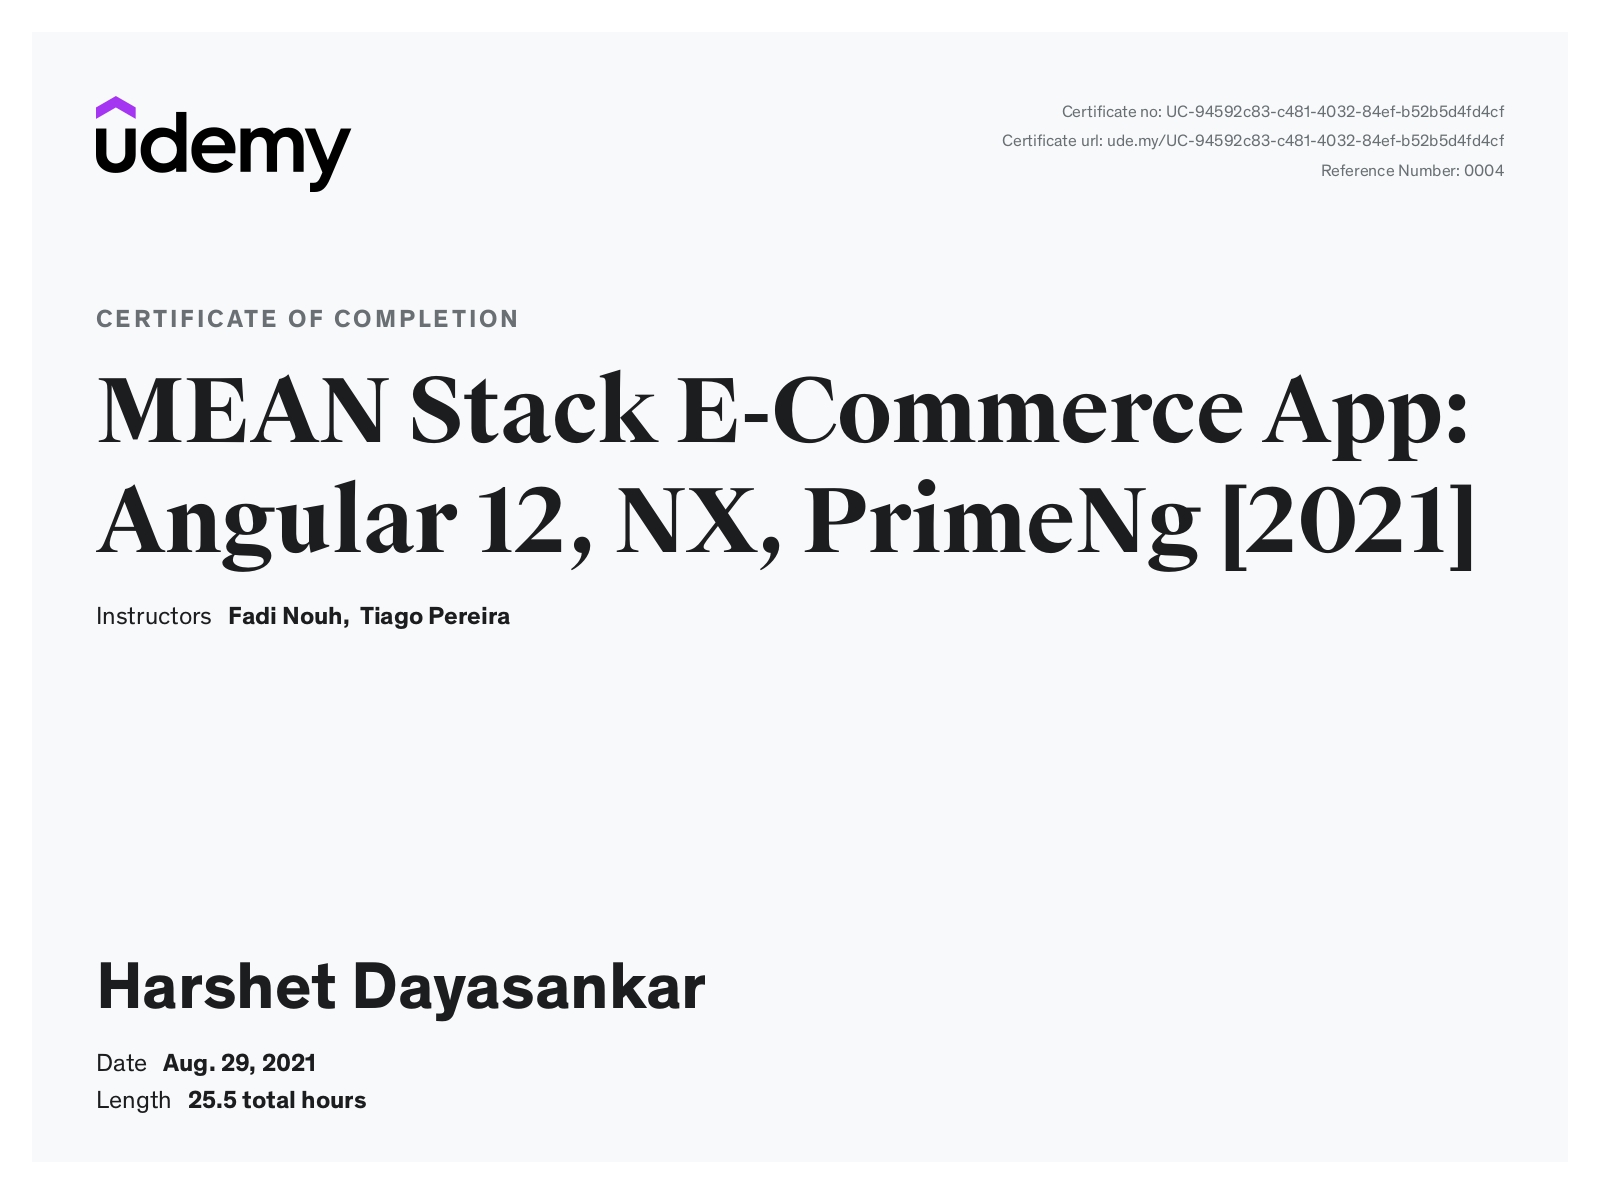 udemy
Certificate no: UC-94592c83-c481-4032-84ef-b52b5d4fd4cf
Certificate url: ude.my/UC-94592c83-c481-4032-84ef-b52b5d4fd4cf
Reference Number: 0004
CERTIFICATE OF COMPLETION
MEAN Stack E-Commerce App:
Angular 12, NX, PrimeNg [2021]
Instructors Fadi Nouh, Tiago Pereira
Harshet Dayasankar
Date Aug. 29, 2021
Length 25.5 total hours